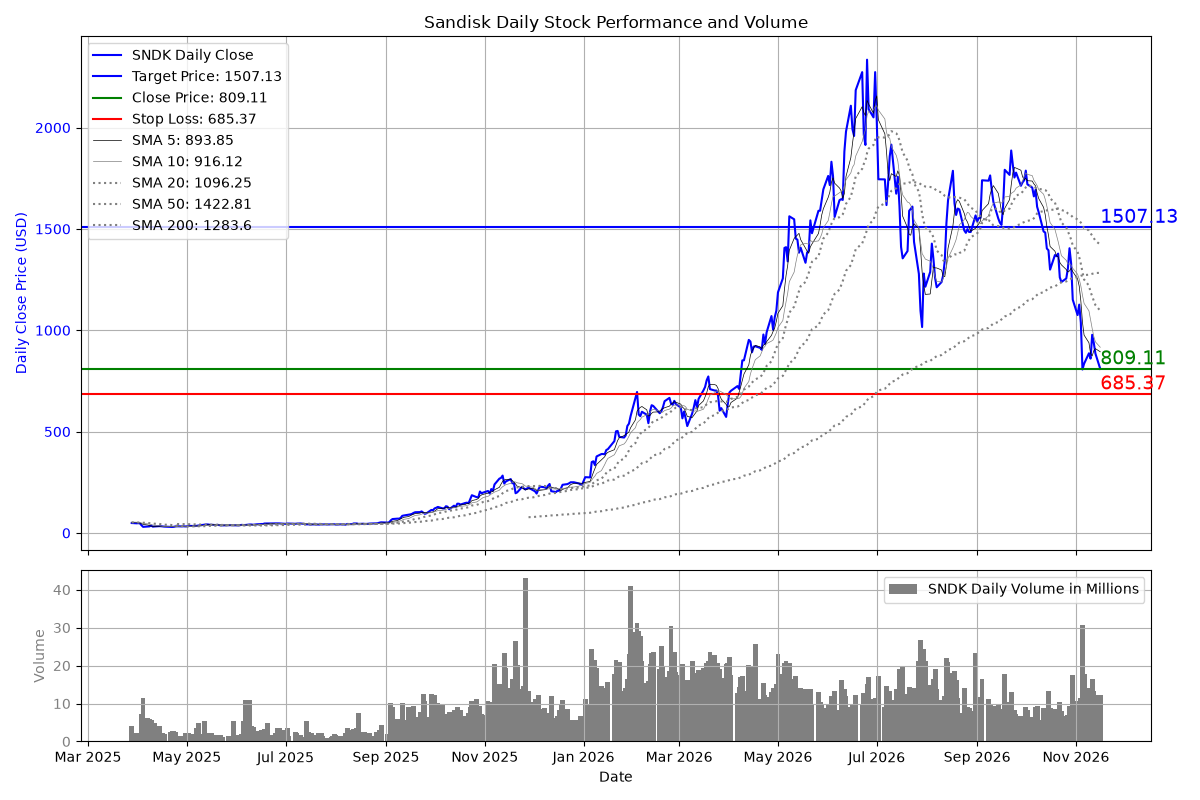 Sandisk Daily Stock Performance and Volume
SNDK Daily Close
Target Price: 1507.13
Close Price: 809.11
Stop Loss: 685.37
SMA 5: 893.85
SMA 10: 916.12
SMA 20: 1096.25
SMA 50: 1422.81
SMA 200: 1283.6
Daily Close Price (USD)
2000
1500
1000
500
0
1507.13
809.11
685.37
SNDK Daily Volume in Millions
Volume
40
30
20
10
0
Mar 2025 May 2025 Jul 2025 Sep 2025 Nov 2025 Jan 2026 Mar 2026 May 2026 Jul 2026 Sep 2026 Nov 2026
Date